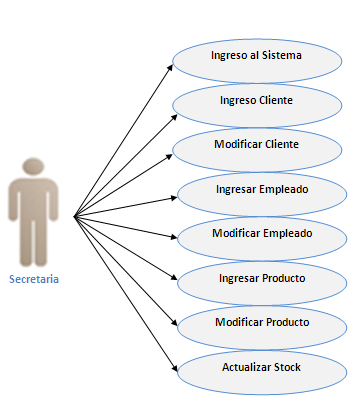 Ingreso al Sistema
Ingreso Cliente
Modificar Cliente
Ingresar Empleado
Modificar Empleado
Ingresar Producto
Modificar Producto
Actualizar Stock
Secretaria